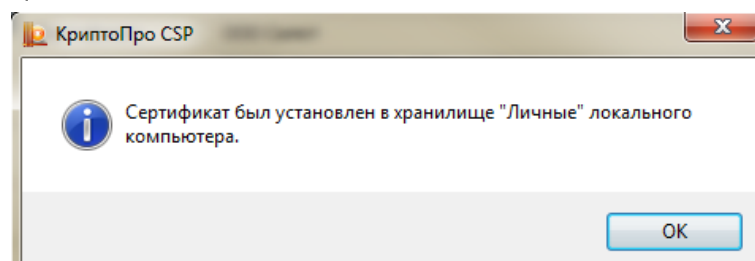 КриптоПро CSP
Сертификат был установлен в хранилище "Личные" локального
компьютера.
OK